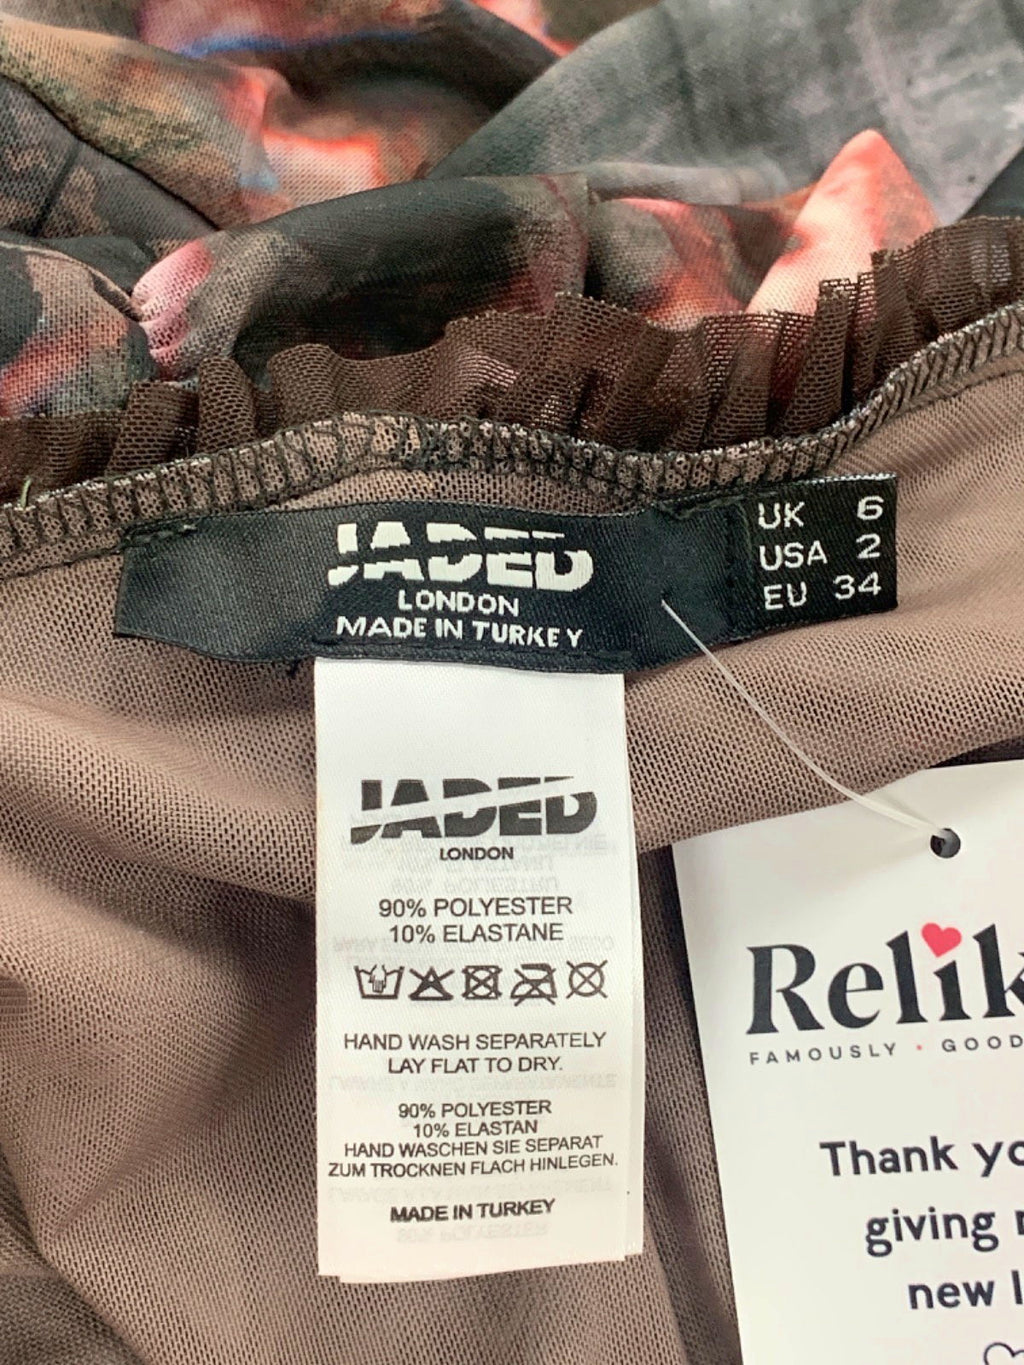 JADED
LONDON
MADE IN TURKEY
UK 6
USA 2
EU 34
JADED
LONDON
90% POLYESTER
10% ELASTANE
HAND WASH SEPARATELY
LAY FLAT TO DRY.
90% POLYESTER
10% ELASTAN
HAND WASCHEN SIE SEPARAT
ZUM TROCKNEN FLACH HINLEGEN.
MADE IN TURKEY
Relik
FAMOUSLY • GOOD
Thank yo
giving
new